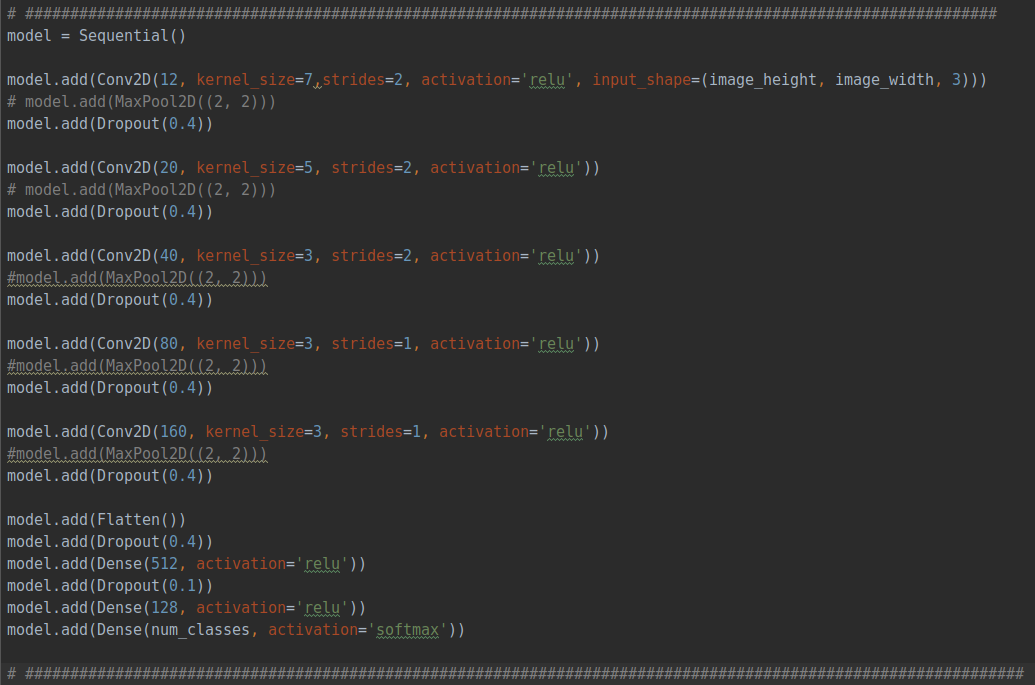 # ############################################################################################################
model = Sequential()
model.add(Conv2D(12, kernel_size=7,strides=2, activation='relu', input_shape=(image_height, image_width, 3)))
# model.add(MaxPool2D((2, 2)))
model.add(Dropout(0.4))
model.add(Conv2D(20, kernel_size=5, strides=2, activation='relu'))
# model.add(MaxPool2D((2, 2)))
model.add(Dropout(0.4))
model.add(Conv2D(40, kernel_size=3, strides=2, activation='relu'))
#model.add(MaxPool2D((2, 2)))
model.add(Dropout(0.4))
model.add(Conv2D(80, kernel_size=3, strides=1, activation='relu'))
#model.add(MaxPool2D((2, 2)))
model.add(Dropout(0.4))
model.add(Conv2D(160, kernel_size=3, strides=1, activation='relu'))
#model.add(MaxPool2D((2, 2)))
model.add(Dropout(0.4))
model.add(Flatten())
model.add(Dropout(0.4))
model.add(Dense(512, activation='relu'))
model.add(Dropout(0.1))
model.add(Dense(128, activation='relu'))
model.add(Dense(num_classes, activation='softmax'))
# ###############################################################################################################